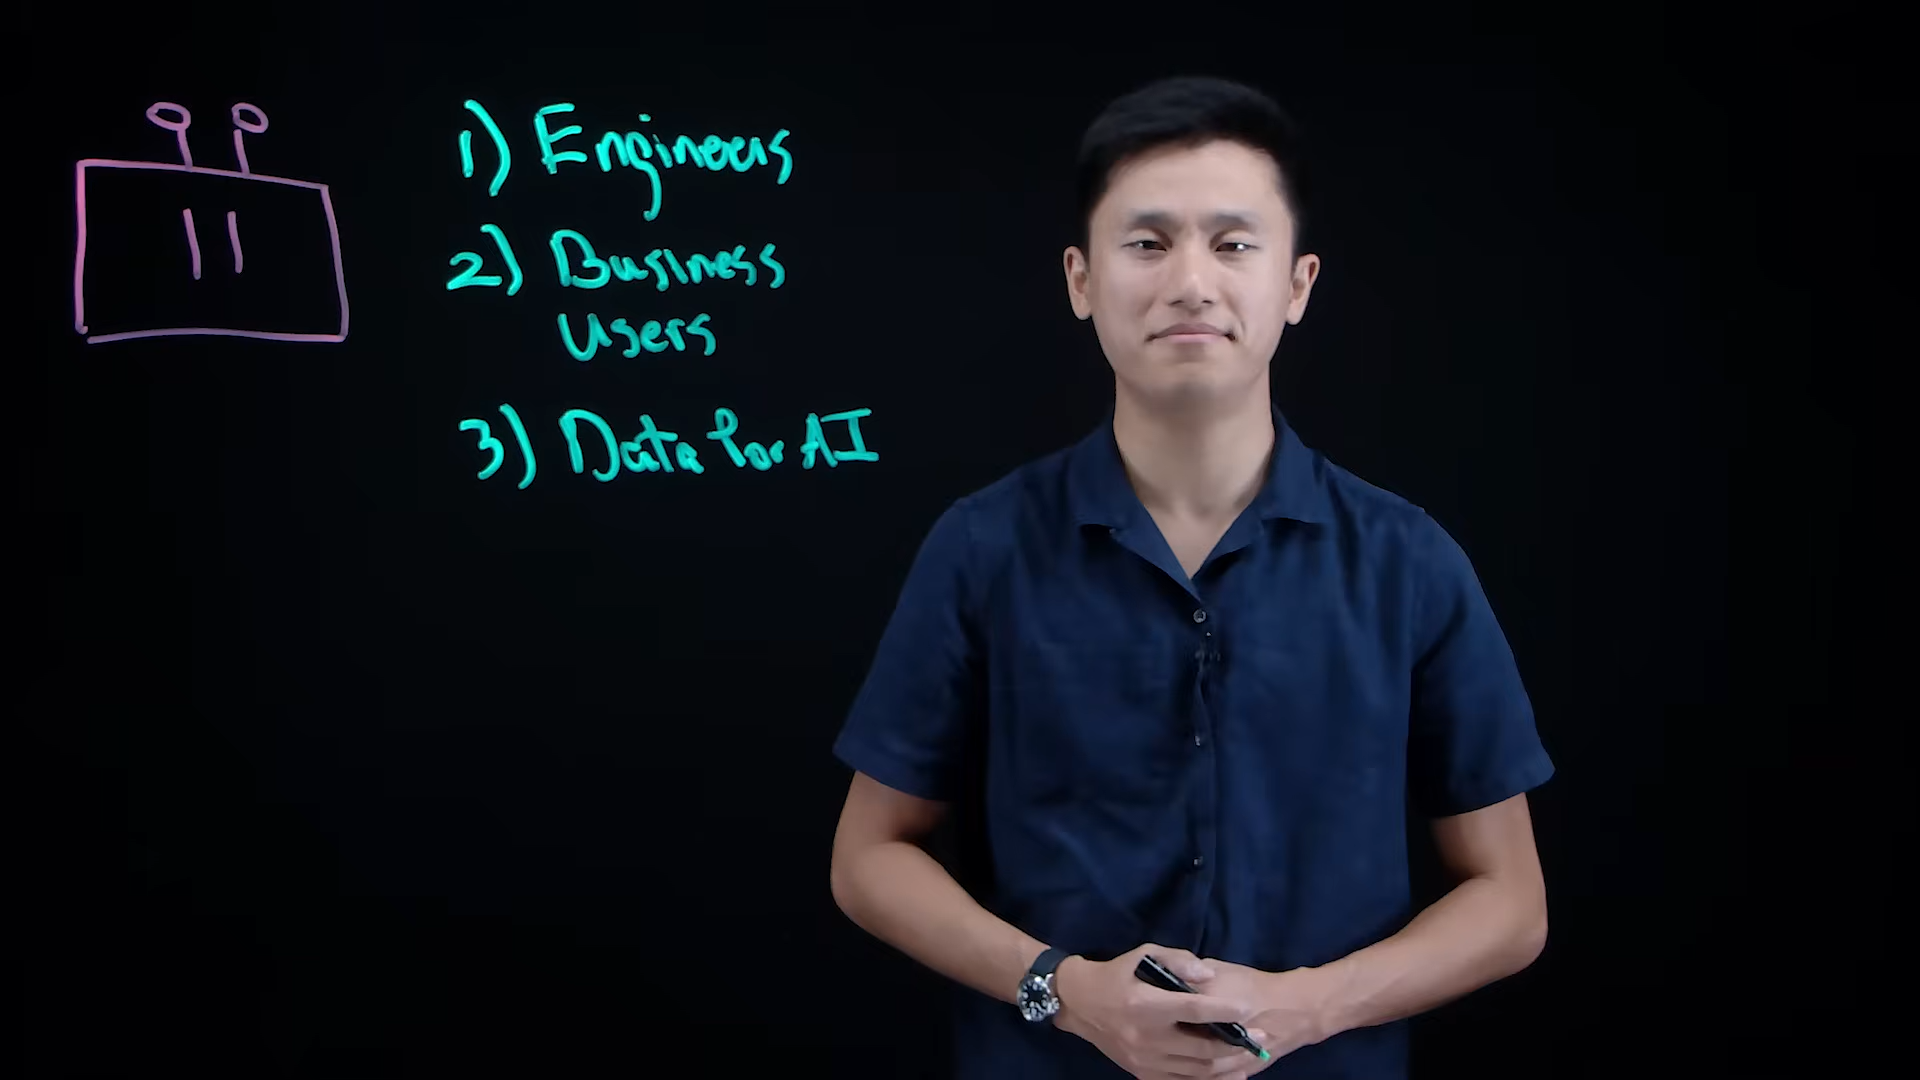 1) Engineers
2) Business
Users
3) Data for AI